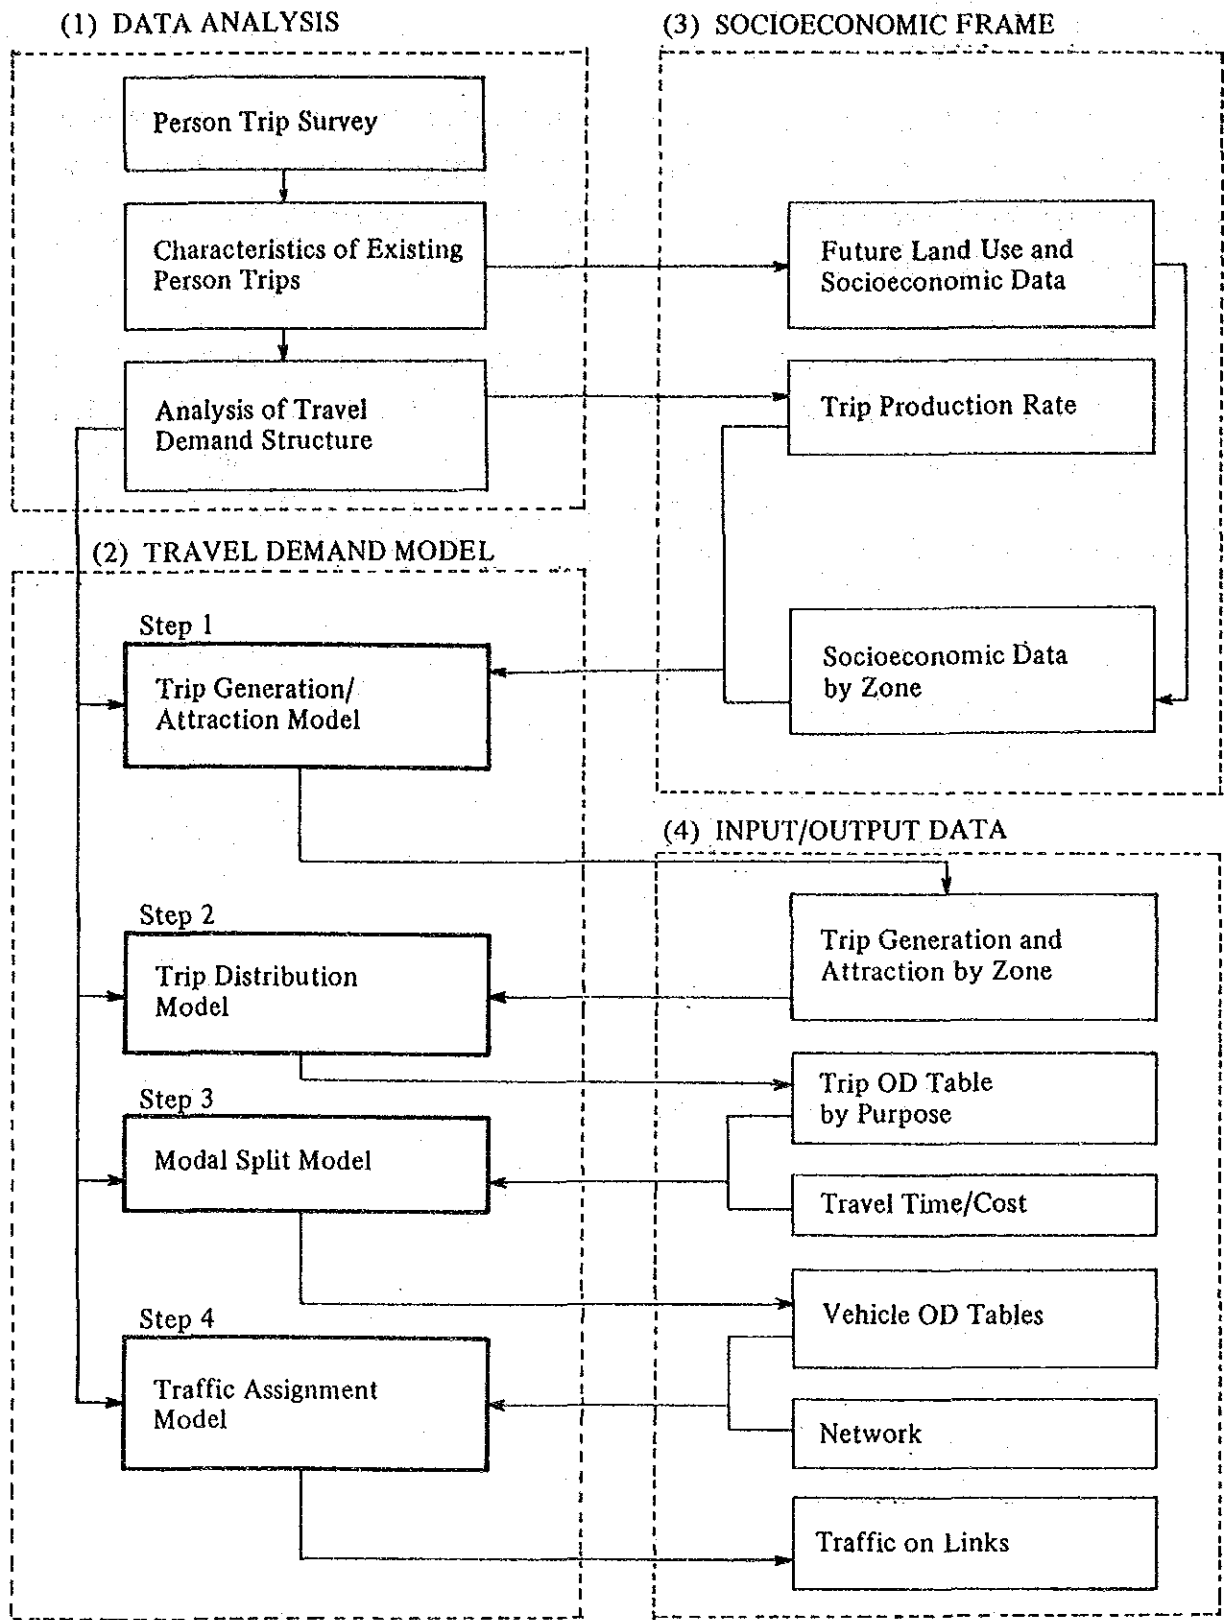 (1) DATA ANALYSIS
Person Trip Survey
Characteristics of Existing
Person Trips
Analysis of Travel
Demand Structure
(2) TRAVEL DEMAND MODEL
Step 1
Trip Generation/
Attraction Model
Step 2
Trip Distribution
Model
Step 3
Modal Split Model
Step 4
Traffic Assignment
Model
(3) SOCIOECONOMIC FRAME
Future Land Use and
Socioeconomic Data
Trip Production Rate
Socioeconomic Data
by Zone
(4) INPUT/OUTPUT DATA
Trip Generation and
Attraction by Zone
Trip OD Table
by Purpose
Travel Time/Cost
Vehicle OD Tables
Network
Traffic on Links